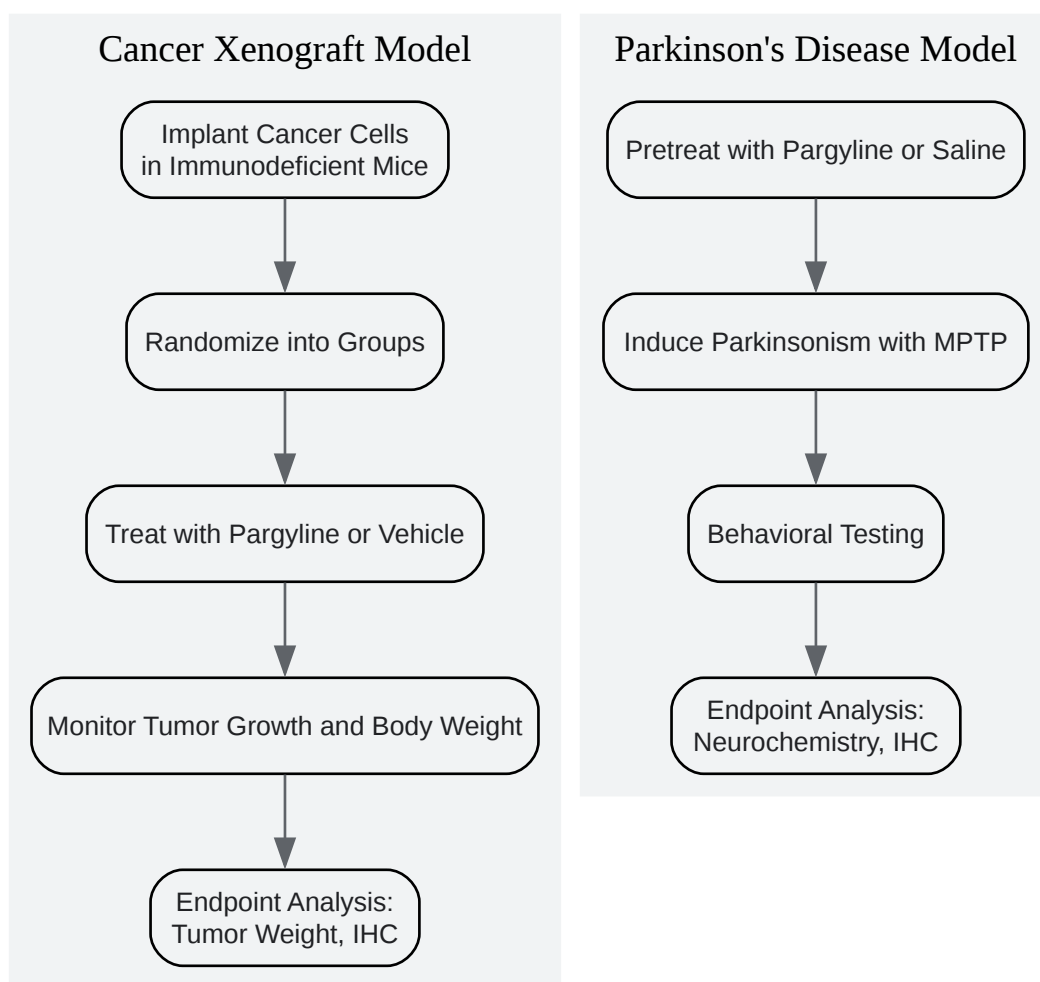 Cancer Xenograft Model
Implant Cancer Cells
in Immunodeficient Mice
Randomize into Groups
Treat with Pargyline or Vehicle
Monitor Tumor Growth and Body Weight
Endpoint Analysis:
Tumor Weight, IHC
Parkinson's Disease Model
Pretreat with Pargyline or Saline
Induce Parkinsonism with MPTP
Behavioral Testing
Endpoint Analysis:
Neurochemistry, IHC